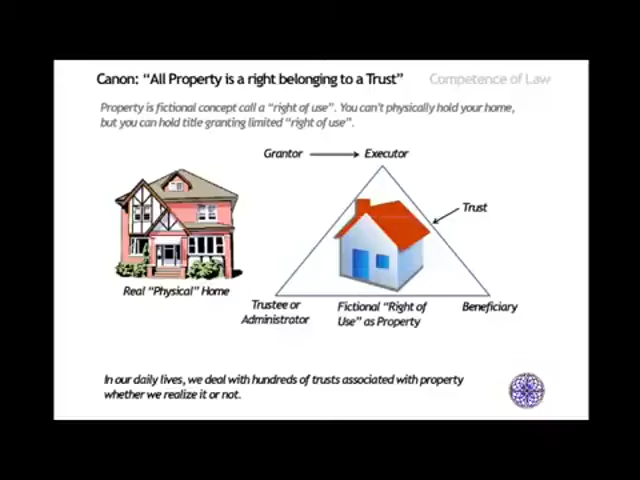 Canon: “All Property is a right belonging to a Trust”
Competence of Law
Property is fictional concept call a “right of use”. You can’t physically hold your home,
but you can hold title granting limited “right of use”.
Grantor
Executor
Trust
Real “Physical” Home
Trustee or
Administrator
Fictional “Right of
Use” as Property
Beneficiary
In our daily lives, we deal with hundreds of trusts associated with property
whether we realize it or not.